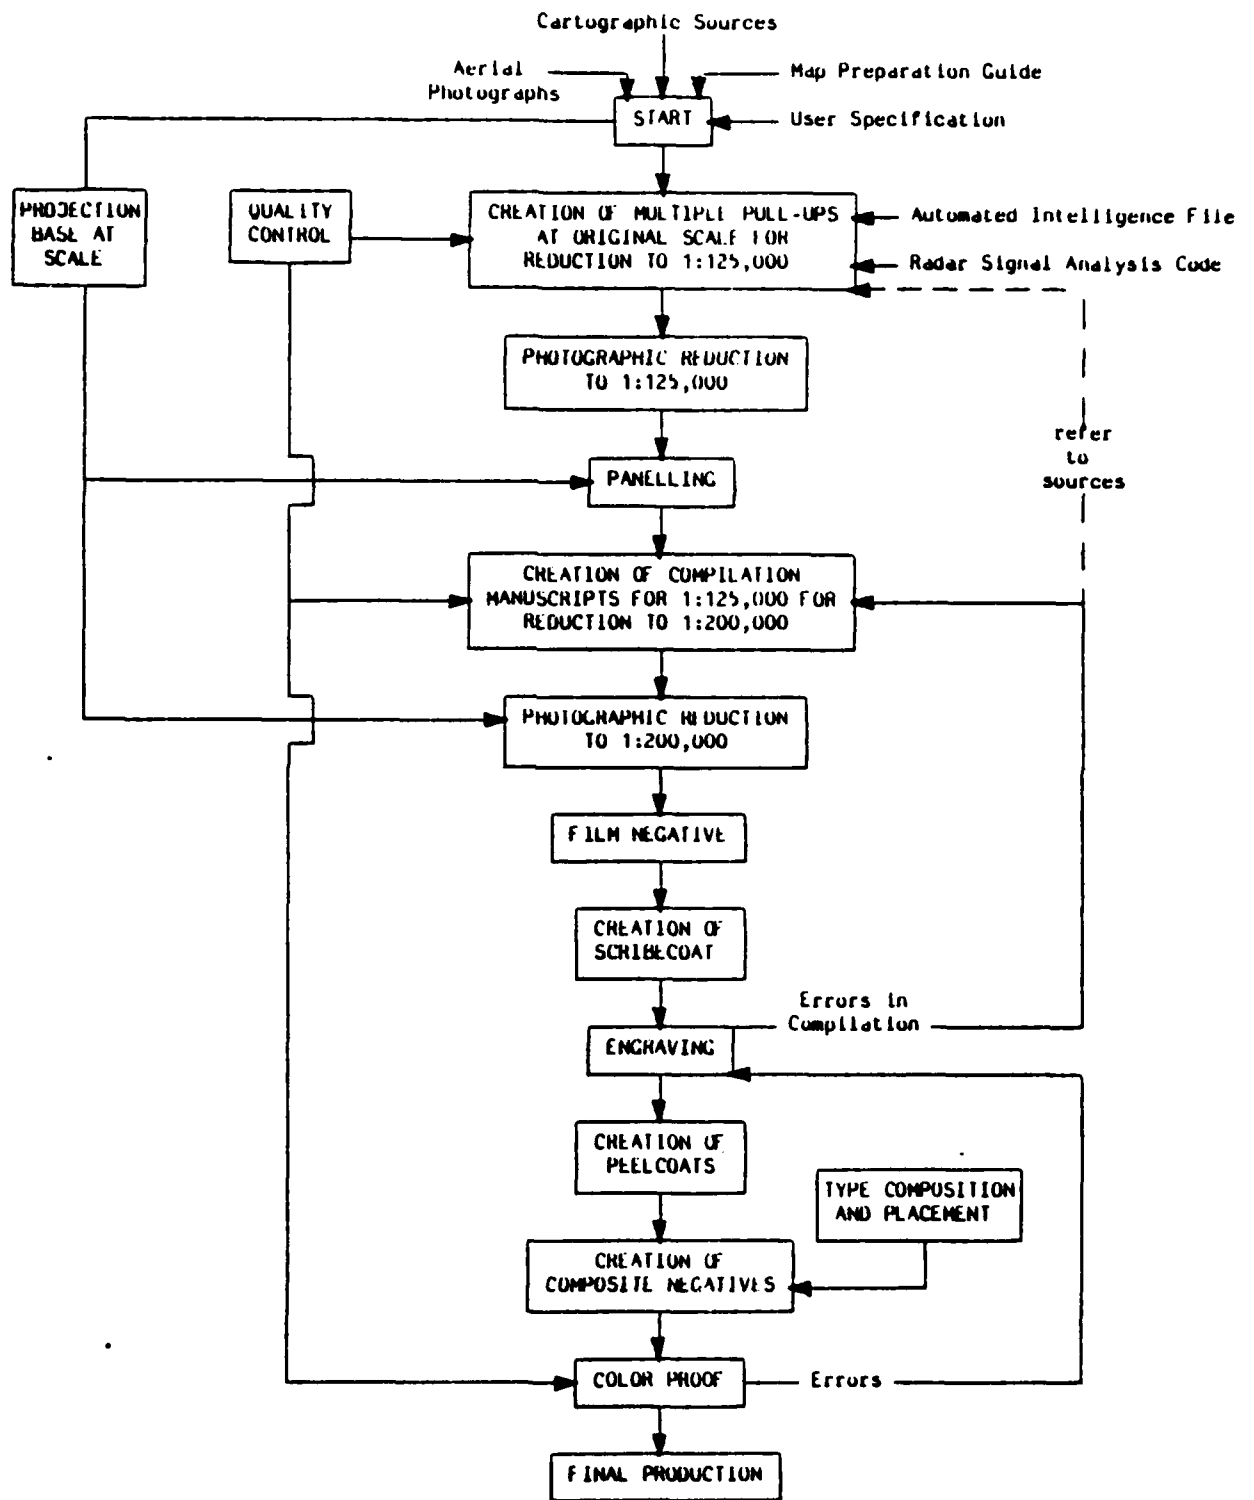 Cartographic Sources
Aerial
Photographs
Map Preparation Guide
START
User Specification
PROJECTION
BASE AT
SCALE
QUALITY
CONTROL
CREATION OF MULTIPLE PULL-UPS
AT ORIGINAL SCALE FOR
REDUCTION TO 1:125,000
Automated Intelligence File
Radar Signal Analysis Code
PHOTOGRAPHIC REDUCTION
TO 1:125,000
refer
to
sources
PANELLING
CREATION OF COMPILATION
MANUSCRIPTS FOR 1:125,000 FOR
REDUCTION TO 1:200,000
PHOTOGRAPHIC REDUCTION
TO 1:200,000
FILM NEGATIVE
CREATION OF
SCRIBECOAT
Errors in
Compilation
ENGRAVING
CREATION OF
PEELCOATS
TYPE COMPOSITION
AND PLACEMENT
CREATION OF
COMPOSITE NEGATIVES
COLOR PROOF
Errors
FINAL PRODUCTION